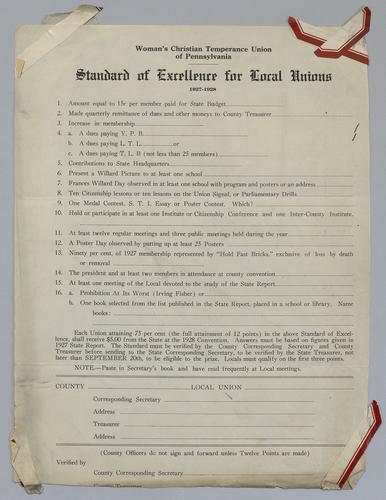 Woman's Christian Temperance Union
of Pennsylvania
Standard of Excellence for Local Unions
1927-1928
1. Amount equal to 15c per member paid for State Budget
2. Made quarterly remittance of dues and other moneys to County Treasurer
3. Increase in membership
4. a. A dues paying Y. P. B.
b. A dues paying L. T. L. or
c. A dues paying T. L. B (not less than 25 members)
5. Contributions to State Headquarters
6. Present a Willard Picture to at least one school
7. Frances Willard Day observed in at least one school with program and posters or an address
8. Ten Citizenship lessons or ten lessons on the Union Signal, or Parliamentary Drills
9. One Medal Contest, S. T. I. Essay or Poster Contest. Which?
10. Hold or participate in at least one Institute or Citizenship Conference and one Inter-County Institute.
11. At least twelve regular meetings and three public meetings held during the year
12. A Poster Day observed by putting up at least 25 Posters
13. Ninety per cent. of 1927 membership represented by "Hold Fast Bricks," exclusive of loss by death
or removal
14. The president and at least two members in attendance at county convention
15. At least one meeting of the Local devoted to the study of the State Report
16. a. Prohibition At Its Worst (Irving Fisher) or
b. One book selected from the list published in the State Report, placed in a school or library. Name
books:
Each Union attaining 75 per cent (the full attainment of 12 points) in the above Standard of Excel-
lence, shall receive $5.00 from the State at the 1928 Convention. Answers must be based on figures given in
1927 State Report. The Standard must be verified by the County Corresponding Secretary and County
Treasurer before sending to the State Corresponding Secretary, to be verified by the State Treasurer, not
later than SEPTEMBER 20th, to be eligible to the prize. Locals must qualify on the first three points.
NOTE.—Paste in Secretary's book and have read frequently at Local meetings.
COUNTY LOCAL UNION
Corresponding Secretary
Address
Treasurer
Address
(County Officers do not sign and forward unless Twelve Points are made)
Verified by
County Corresponding Secretary